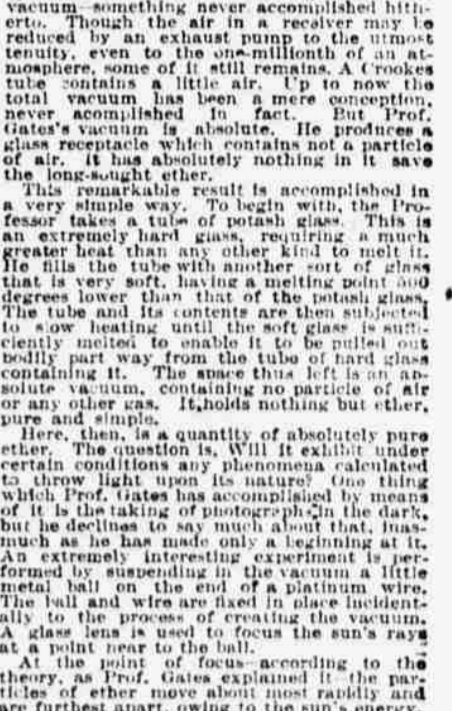 vacuum—something never accomplished hith-
erto. Though the air in a receiver may be
reduced by an exhaust pump to the utmost
tenuity, even to the one-millionth of an at-
mosphere, some of it still remains. A Crookes
tube contains a little air. Up to now the
total vacuum has been a mere conception,
never acomplished in fact. But Prof.
Gates's vacuum is absolute. He produces a
glass receptacle which contains not a particle
of air. It has absolutely nothing in it save
the long-sought ether.
This remarkable result is accomplished in
a very simple way. To begin with, the Pro-
fessor takes a tube of potash glass. This is
an extremely hard glass, requiring a much
greater heat than any other kind to melt it.
He fills the tube with another sort of glass
that is very soft, having a melting point 500
degrees lower than that of the potash glass.
The tube and its contents are then subjected
to slow heating until the soft glass is suffi-
ciently melted to enable it to be pulled out
bodily part way from the tube of hard glass
containing it. The space thus left is an ab-
solute vacuum, containing no particle of air
or any other gas. It holds nothing but ether,
pure and simple.
Here, then, is a quantity of absolutely pure
ether. The question is, Will it exhibit under
certain conditions any phenomena calculated
to throw light upon its nature? One thing
which Prof. Gates has accomplished by means
of it is the taking of photographs in the dark,
but he declines to say much about that, inas-
much as he has made only a beginning at it.
An extremely interesting experiment is per-
formed by suspending in the vacuum a little
metal ball on the end of a platinum wire.
The ball and wire are fixed in place incident-
ally to the process of creating the vacuum.
A glass lens is used to focus the sun's rays
at a point near to the ball.
At the point of focus—according to the
theory, as Prof. Gates explained it—the par-
ticles of ether move about most rapidly and
are furthest apart, owing to the sun's energy.